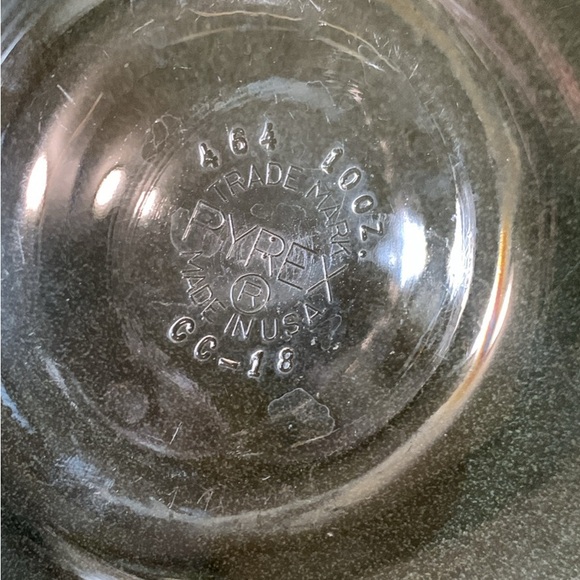 464 10OZ.
TRADE MARK
PYREX
®
MADE IN U.S.A.
CC-18